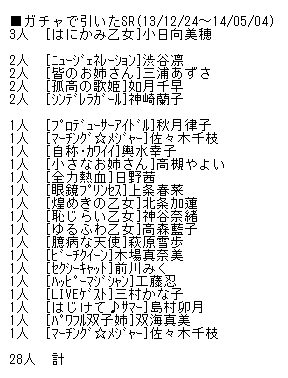 ■ガチャで引いたSR(13/12/24～14/05/04)
3人　[はにかみ乙女]小日向美穂
2人　[ﾆｭｰｼﾞｪﾈﾚｰｼｮﾝ]渋谷凛
2人　[皆のお姉さん]三浦あずさ
2人　[孤高の歌姫]如月千早
2人　[ｼﾝﾃﾞﾚﾗｶﾞｰﾙ]神崎蘭子
1人　[ﾌﾟﾛﾃﾞｭｰｻｰｱｲﾄﾞﾙ]秋月律子
1人　[ﾏｰﾁﾝｸﾞ☆ﾒｼﾞｬｰ]佐々木千枝
1人　[自称･ｶﾜｲｲ]輿水幸子
1人　[小さなお姉さん]高槻やよい
1人　[全力熱血]日野茜
1人　[眼鏡ﾌﾟﾘﾝｾｽ]上条春菜
1人　[煌めきの乙女]北条加蓮
1人　[恥じらい乙女]神谷奈緒
1人　[ゆるふわ乙女]高森藍子
1人　[臆病な天使]萩原雪歩
1人　[ﾋﾞｰﾁｸｲｰﾝ]木場真奈美
1人　[ｾｸｼｰｷｬｯﾄ]前川みく
1人　[ﾊｯﾋﾟｰﾏｼﾞｼｬﾝ]工藤忍
1人　[LIVEｹﾞｽﾄ]三村かな子
1人　[はじけて♪ｻﾏｰ]島村卯月
1人　[ﾊﾟﾜﾌﾙ双子姉]双海真美
1人　[ﾏｰﾁﾝｸﾞ☆ﾒｼﾞｬｰ]佐々木千枝
28人　計